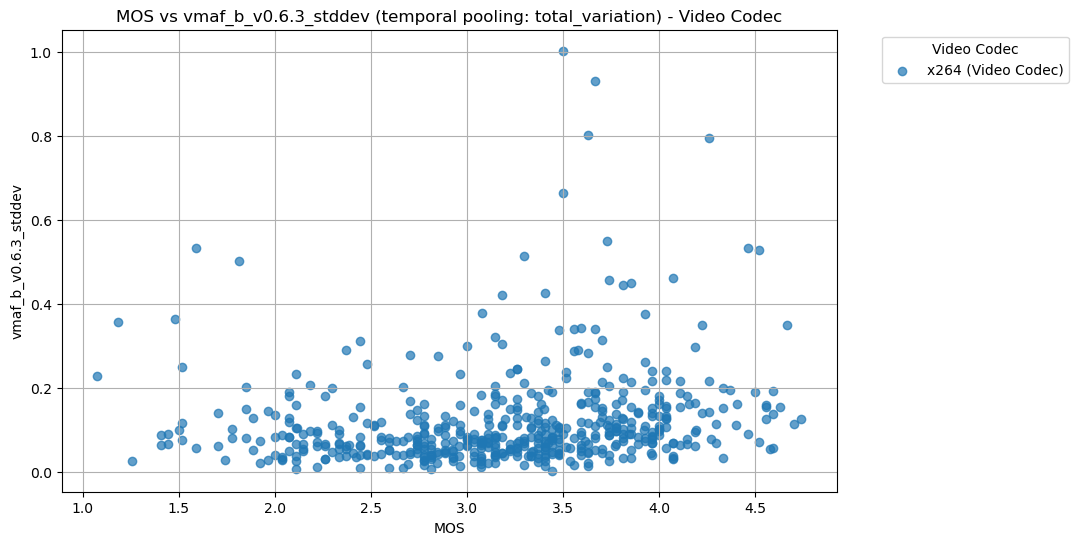 MOS vs vmaf_b_v0.6.3_stddev (temporal pooling: total_variation) - Video Codec
Video Codec
x264 (Video Codec)
vmaf_b_v0.6.3_stddev
1.0
0.8
0.6
0.4
0.2
0.0
1.0 1.5 2.0 2.5 3.0 3.5 4.0 4.5
MOS